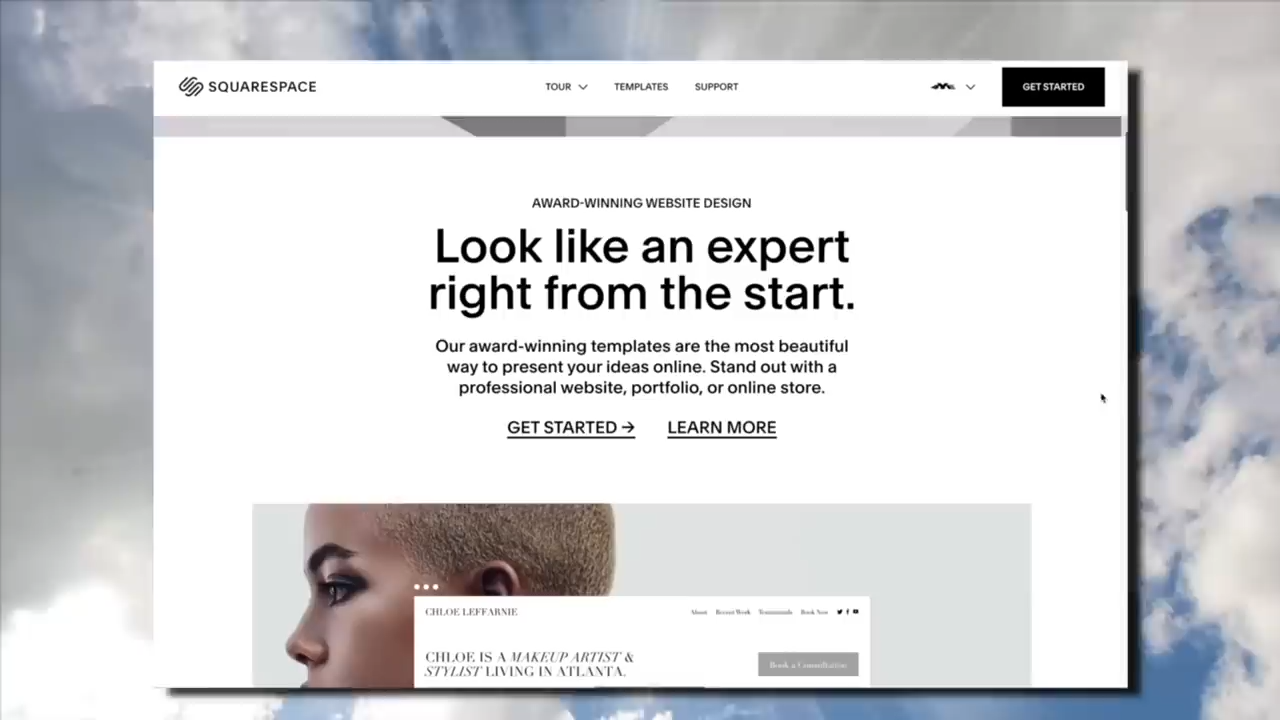 SQUARESPACE
TOUR
TEMPLATES
SUPPORT
GET STARTED
AWARD-WINNING WEBSITE DESIGN
Look like an expert
right from the start.
Our award-winning templates are the most beautiful
way to present your ideas online. Stand out with a
professional website, portfolio, or online store.
GET STARTED →
LEARN MORE
CHLOE LEFFARNIE
About
Recent Work
Testimonials
Book Now
CHLOE IS A MAKEUP ARTIST &
STYLIST LIVING IN ATLANTA.
Book a Consultation